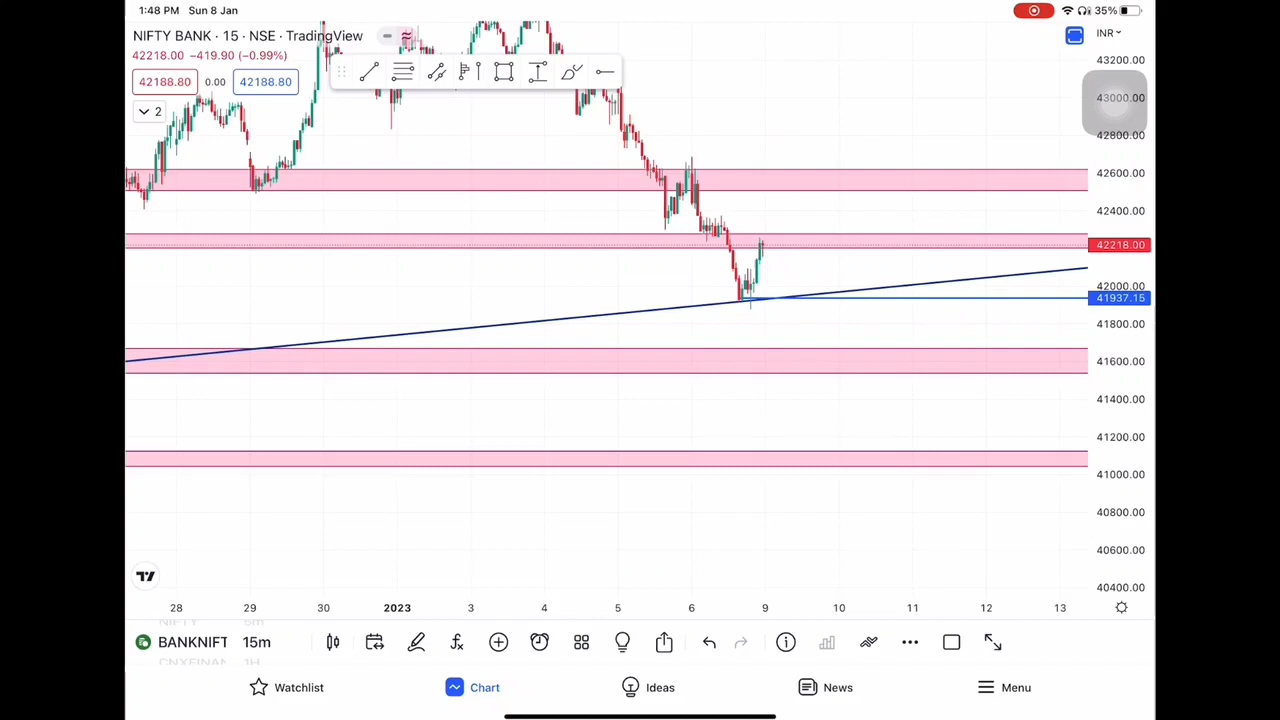 1:48 PM Sun 8 Jan
35%
NIFTY BANK · 15 · NSE · TradingView
INR
42218.00 −419.90 (−0.99%)
42188.80 0.00 42188.80
2
43200.00
43000.00
42800.00
42600.00
42400.00
42218.00
42000.00
41937.15
41800.00
41600.00
41400.00
41200.00
41000.00
40800.00
40600.00
40400.00
28 29 30 2023 3 4 5 6 9 10 11 12 13
NIFTY 5m
BANKNIFT 15m
CNXFINAN 1H
Watchlist Chart Ideas News Menu